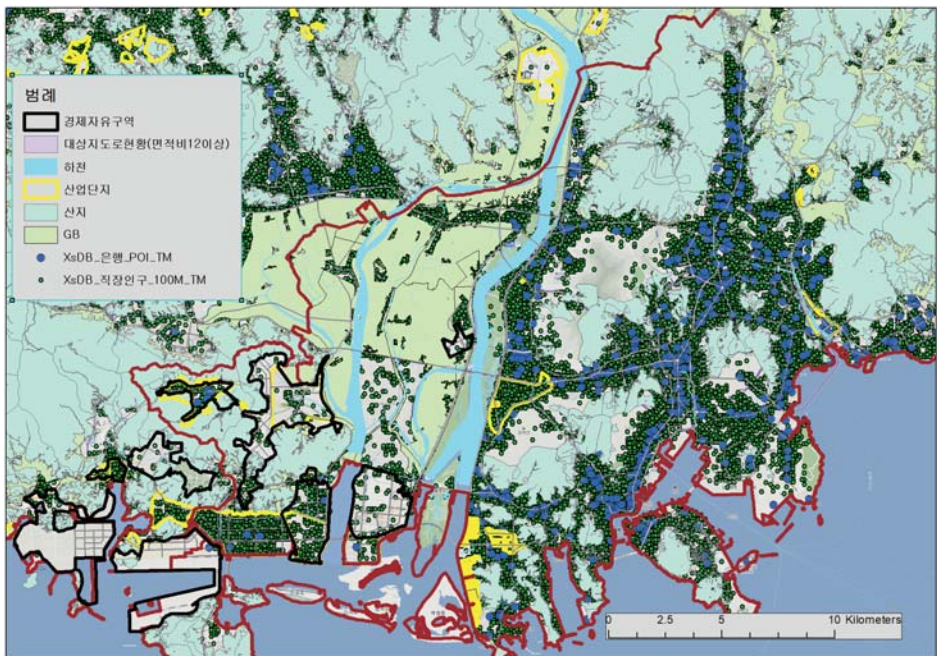 범례
경제자유구역
대상지도로현황(면적비12이상)
하천
산업단지
산지
GB
XsDB_은행_POI_TM
XsDB_직장인구_100M_TM
0 2.5 5 10 Kilometers